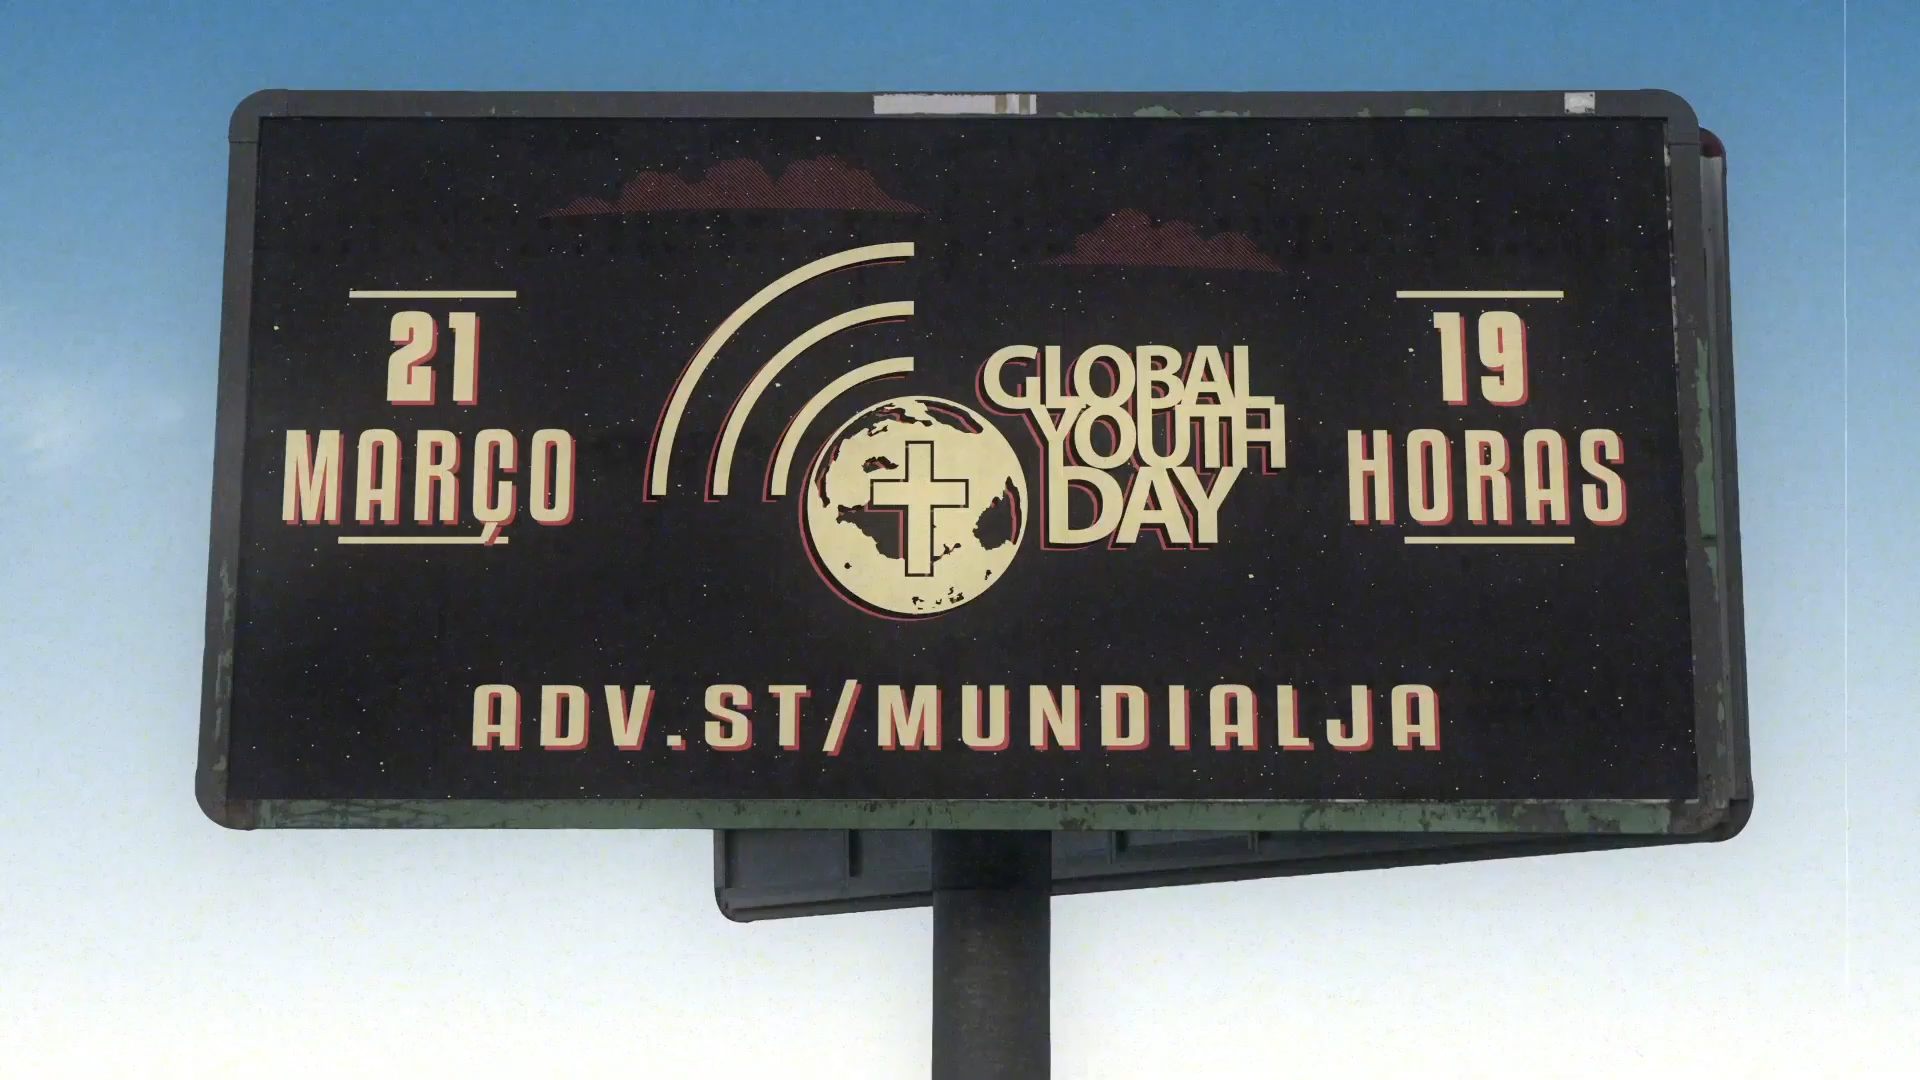 21
MARÇO
GLOBAL
YOUTH
DAY
19
HORAS
ADV.ST/MUNDIALJA